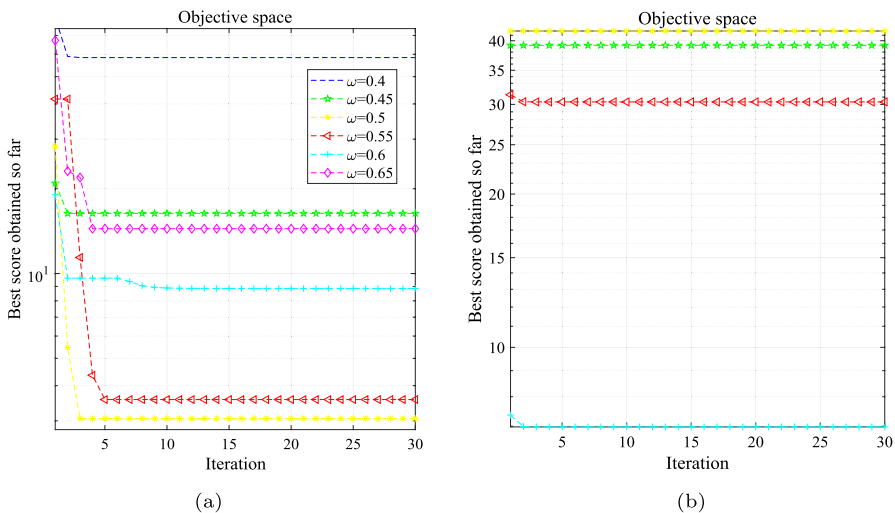 Objective space
Best score obtained so far
10¹
ω=0.4
ω=0.45
ω=0.5
ω=0.55
ω=0.6
ω=0.65
5 10 15 20 25 30
Iteration
(a)
Objective space
Best score obtained so far
40
35
30
25
20
15
10
5 10 15 20 25 30
Iteration
(b)